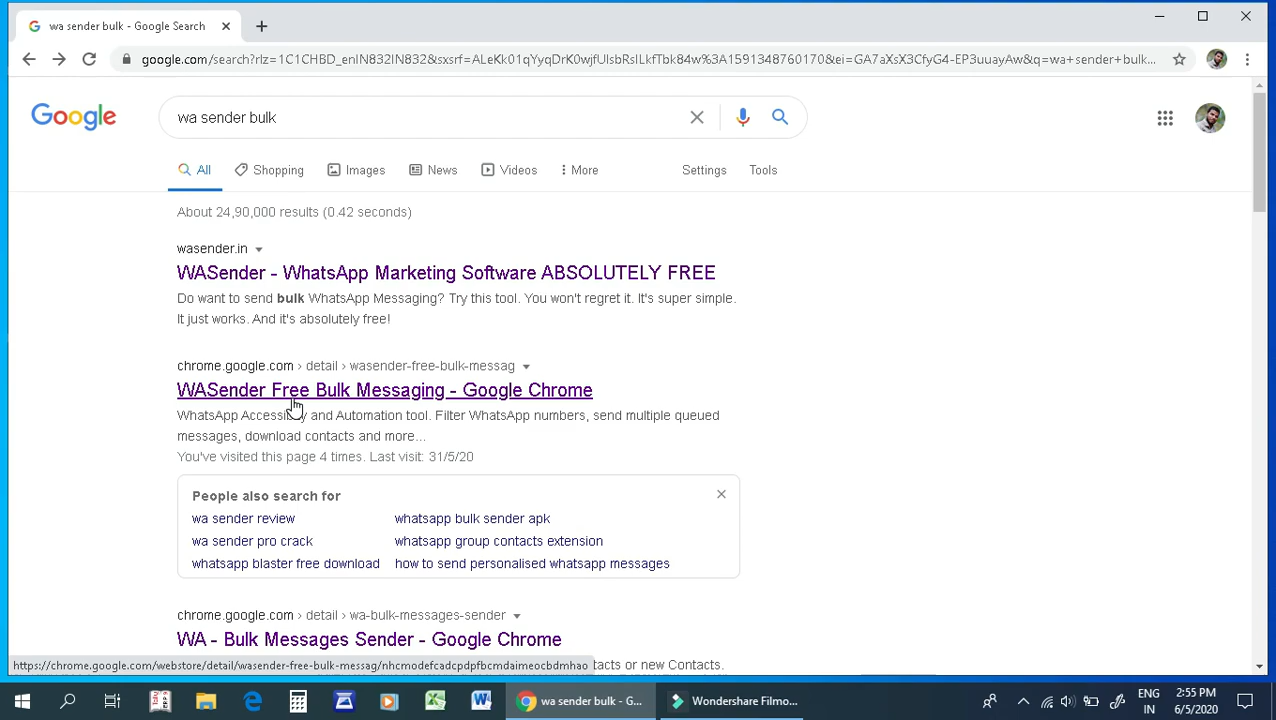 wa sender bulk - Google Search
google.com/search?rlz=1C1CHBD_enIN832IN832&sxsrf=ALeKk01qYyqDrK0wjfUIsbRsILkfTbk84w%3A1591348760170&ei=GA7aXsX3CfyG4-EP3uuayAw&q=wa+sender+bulk...
Google
wa sender bulk
All Shopping Images News Videos More Settings Tools
About 24,90,000 results (0.42 seconds)
wasender.in
WASender - WhatsApp Marketing Software ABSOLUTELY FREE
Do want to send bulk WhatsApp Messaging? Try this tool. You won't regret it. It's super simple.
It just works. And it's absolutely free!
chrome.google.com › detail › wasender-free-bulk-messag
WASender Free Bulk Messaging - Google Chrome
WhatsApp Accessibility and Automation tool. Filter WhatsApp numbers, send multiple queued
messages, download contacts and more...
You've visited this page 4 times. Last visit: 31/5/20
People also search for
wa sender review whatsapp bulk sender apk
wa sender pro crack whatsapp group contacts extension
whatsapp blaster free download how to send personalised whatsapp messages
chrome.google.com › detail › wa-bulk-messages-sender
WA - Bulk Messages Sender - Google Chrome
https://chrome.google.com/webstore/detail/wasender-free-bulk-messag/nhcmodefcadcpdpfbcmdaimeocbdmhao
or new Contacts.
wa sender bulk - G...
Wondershare Filmo...
ENG 2:55 PM
IN 6/5/2020